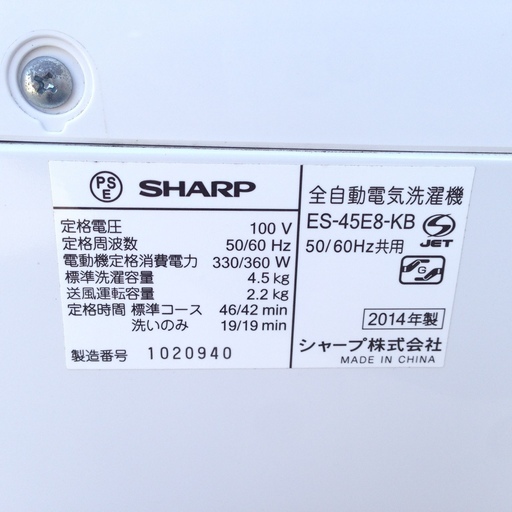 PS E SHARP
定格電圧 100 V
定格周波数 50/60 Hz
電動機定格消費電力 330/360 W
標準洗濯容量 4.5 kg
送風運転容量 2.2 kg
定格時間 標準コース 46/42 min
洗いのみ 19/19 min
製造番号 1020940
全自動電気洗濯機
ES-45E8-KB
50/60Hz共用
S JET
G
2014年製
シャープ株式会社
MADE IN CHINA